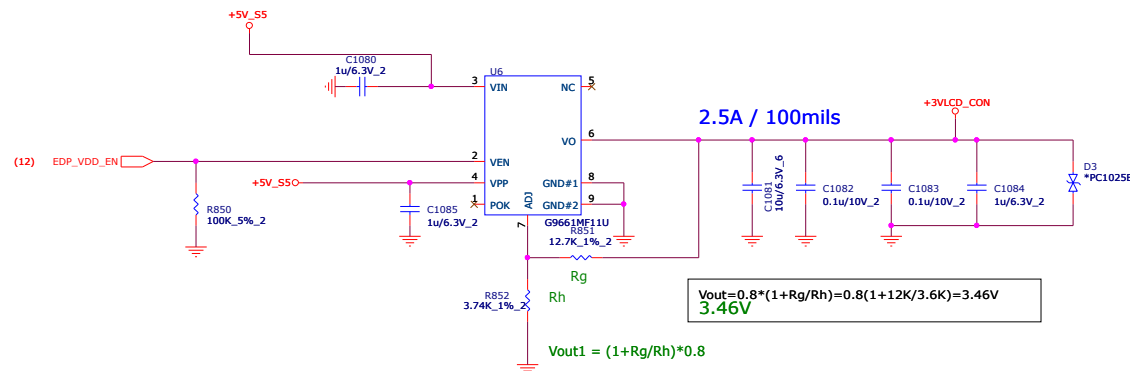 +5V_S5
C1080
1u/6.3V_2
U6
3
VIN
NC
5
2.5A / 100mils
+3VLCD_CON
VO
6
(12)
EDP_VDD_EN
2
VEN
+5V_S5
4
VPP
GND#1
8
1
POK
GND#2
9
ADJ
7
G9661MF11U
R850
100K_5%_2
C1085
1u/6.3V_2
R851
12.7K_1%_2
Rg
C1081
10u/6.3V_6
C1082
0.1u/10V_2
C1083
0.1u/10V_2
C1084
1u/6.3V_2
D3
R852
3.74K_1%_2
Rh
Vout=0.8*(1+Rg/Rh)=0.8(1+12K/3.6K)=3.46V
3.46V
Vout1 = (1+Rg/Rh)*0.8